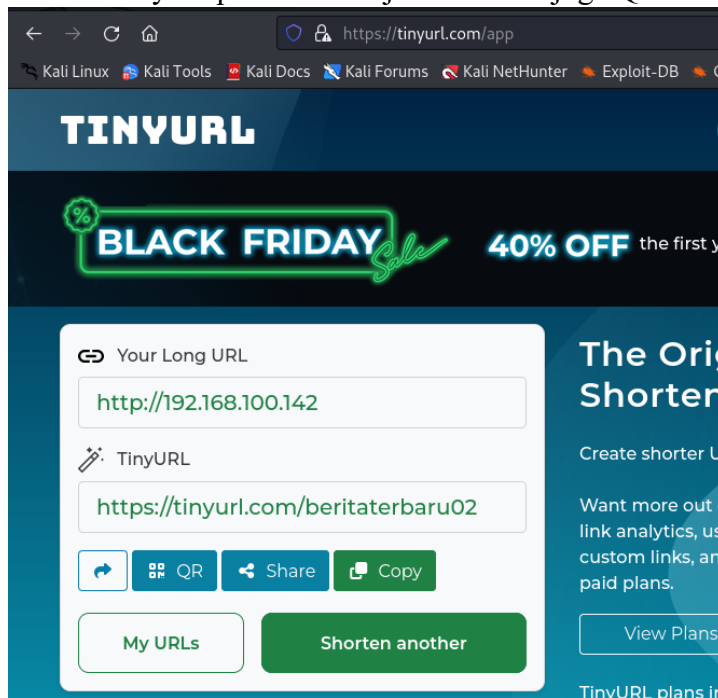 https://tinyurl.com/app
Kali Linux Kali Tools Kali Docs Kali Forums Kali NetHunter Exploit-DB
TINYURL
BLACK FRIDAY Sale 40% OFF the first
Your Long URL
http://192.168.100.142
TinyURL
https://tinyurl.com/beritaterbaru02
QR Share Copy
My URLs Shorten another
The Ori
Shorten
Create shorter U
Want more out
link analytics, us
custom links, an
paid plans.
View Plans
TinyURL plans in